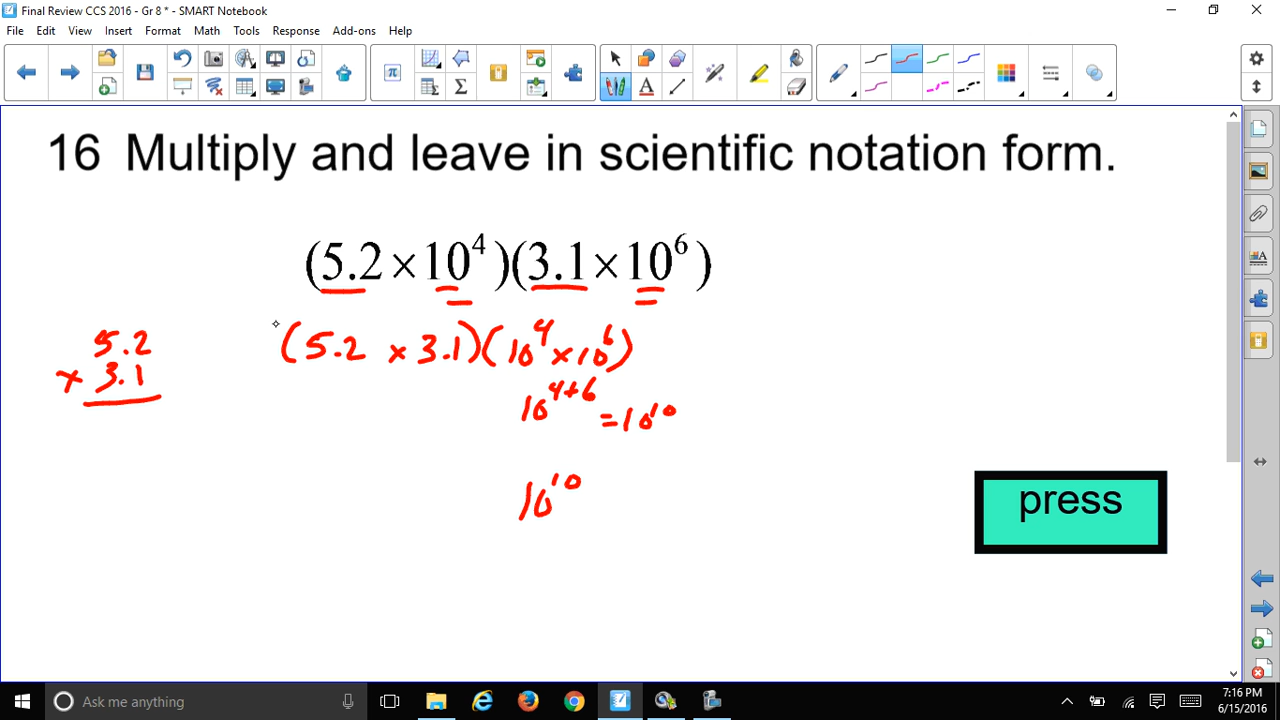 Final Review CCS 2016 - Gr 8 * - SMART Notebook
File Edit View Insert Format Math Tools Response Add-ons Help
16 Multiply and leave in scientific notation form.
(5.2×10⁴)(3.1×10⁶)
(5.2 × 3.1)(10⁴ × 10⁶)
5.2
× 3.1
10⁴⁺⁶ = 10¹⁰
10¹⁰
press
Ask me anything
7:16 PM
6/15/2016